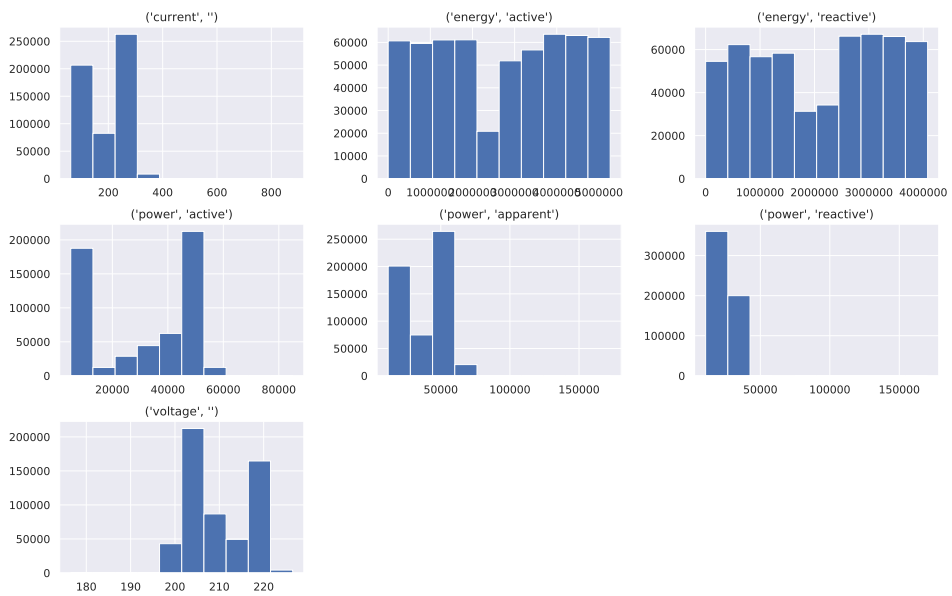 ('current', '')
250000
200000
150000
100000
50000
0
200 400 600 800
('energy', 'active')
60000
50000
40000
30000
20000
10000
0
0 1000000 2000000 3000000 4000000 5000000
('energy', 'reactive')
60000
40000
20000
0
0 1000000 2000000 3000000 4000000
('power', 'active')
200000
150000
100000
50000
0
20000 40000 60000 80000
('power', 'apparent')
250000
200000
150000
100000
50000
0
50000 100000 150000
('power', 'reactive')
300000
200000
100000
0
50000 100000 150000
('voltage', '')
200000
150000
100000
50000
0
180 190 200 210 220